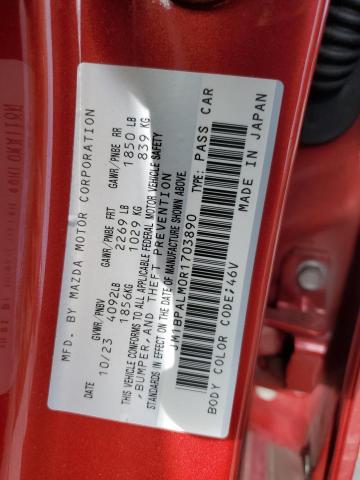 MFD. BY MAZDA MOTOR CORPORATION
DATE GVWR/PNBV GAWR/PNBE FRT GAWR/PNBE RR
10/23 4092LB 2269 LB 1850 LB
1856KG 1029 KG 839 KG
THIS VEHICLE CONFORMS TO ALL APPLICABLE FEDERAL MOTOR VEHICLE SAFETY
,BUMPER,AND THEFT PREVENTION
STANDARDS IN EFFECT ON THE DATE OF MANUFACTURE SHOWN ABOVE.
JM1BPALM0R1703890 TYPE: PASS CAR
BODY COLOR CODE:46V MADE IN JAPAN